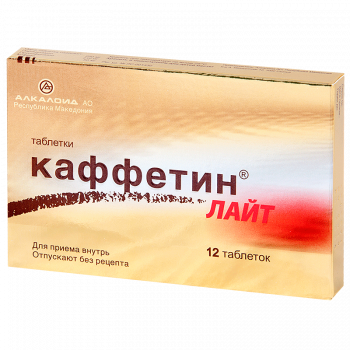 АЛКАЛОИД АО
Республика Македония
таблетки
каффетин®
ЛАЙТ
Для приема внутрь
Отпускают без рецепта
12 таблеток